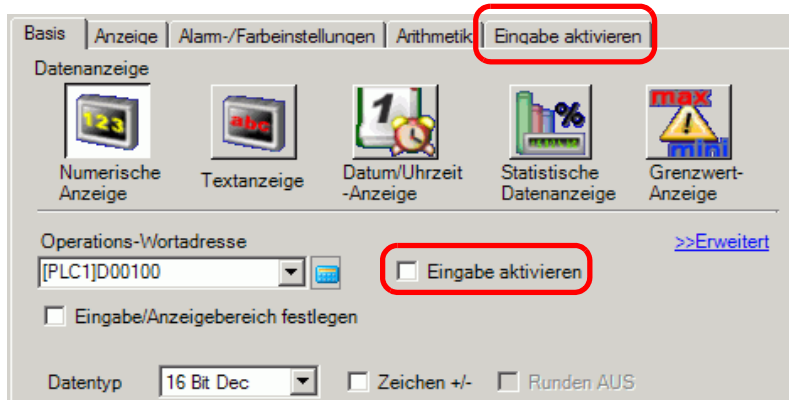 Basis Anzeige Alarm-/Farbeinstellungen Arithmetik Eingabe aktivieren
Datenanzeige
123 abc 1 % max mini
Numerische Anzeige
Textanzeige
Datum/Uhrzeit -Anzeige
Statistische Datenanzeige
Grenzwert- Anzeige
Operations-Wortadresse >>Erweitert
[PLC1]D00100 Eingabe aktivieren
Eingabe/Anzeigebereich festlegen
Datentyp 16 Bit Dec Zeichen +/- Runden AUS